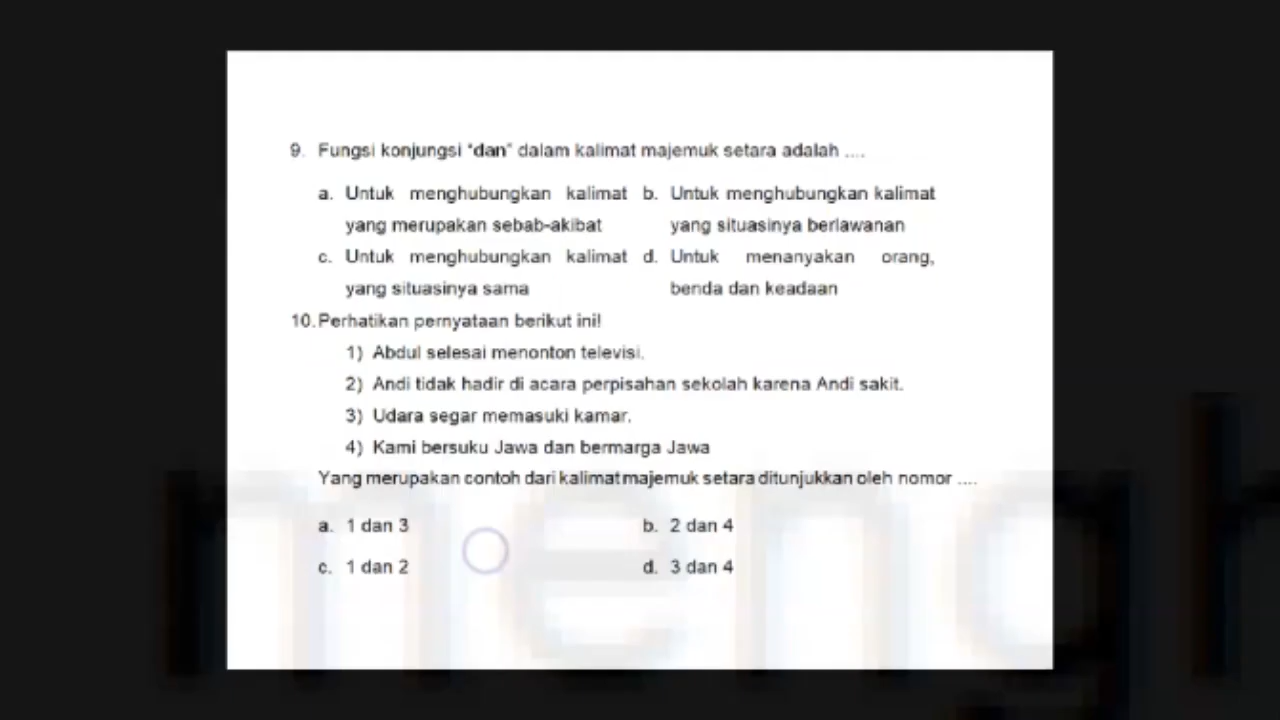 9. Fungsi konjungsi "dan" dalam kalimat majemuk setara adalah ....
a. Untuk menghubungkan kalimat yang merupakan sebab-akibat
b. Untuk menghubungkan kalimat yang situasinya berlawanan
c. Untuk menghubungkan kalimat yang situasinya sama
d. Untuk menanyakan orang, benda dan keadaan
10. Perhatikan pernyataan berikut ini!
1) Abdul selesai menonton televisi.
2) Andi tidak hadir di acara perpisahan sekolah karena Andi sakit.
3) Udara segar memasuki kamar.
4) Kami bersuku Jawa dan bermarga Jawa
Yang merupakan contoh dari kalimat majemuk setara ditunjukkan oleh nomor ....
a. 1 dan 3
b. 2 dan 4
c. 1 dan 2
d. 3 dan 4